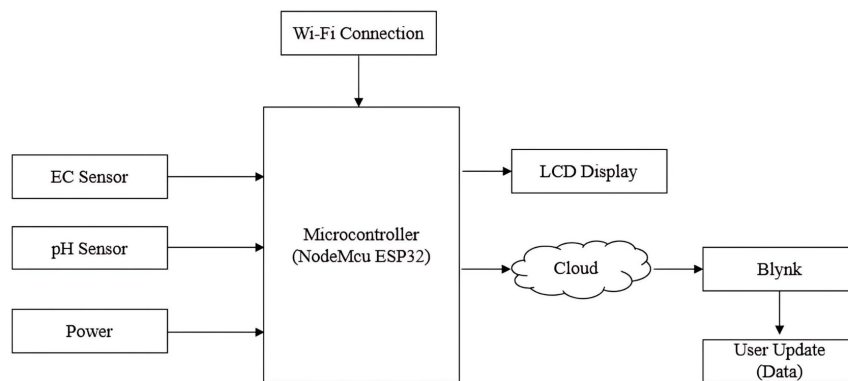 Wi-Fi Connection
EC Sensor
pH Sensor
Power
Microcontroller
(NodeMcu ESP32)
LCD Display
Cloud
Blynk
User Update
(Data)